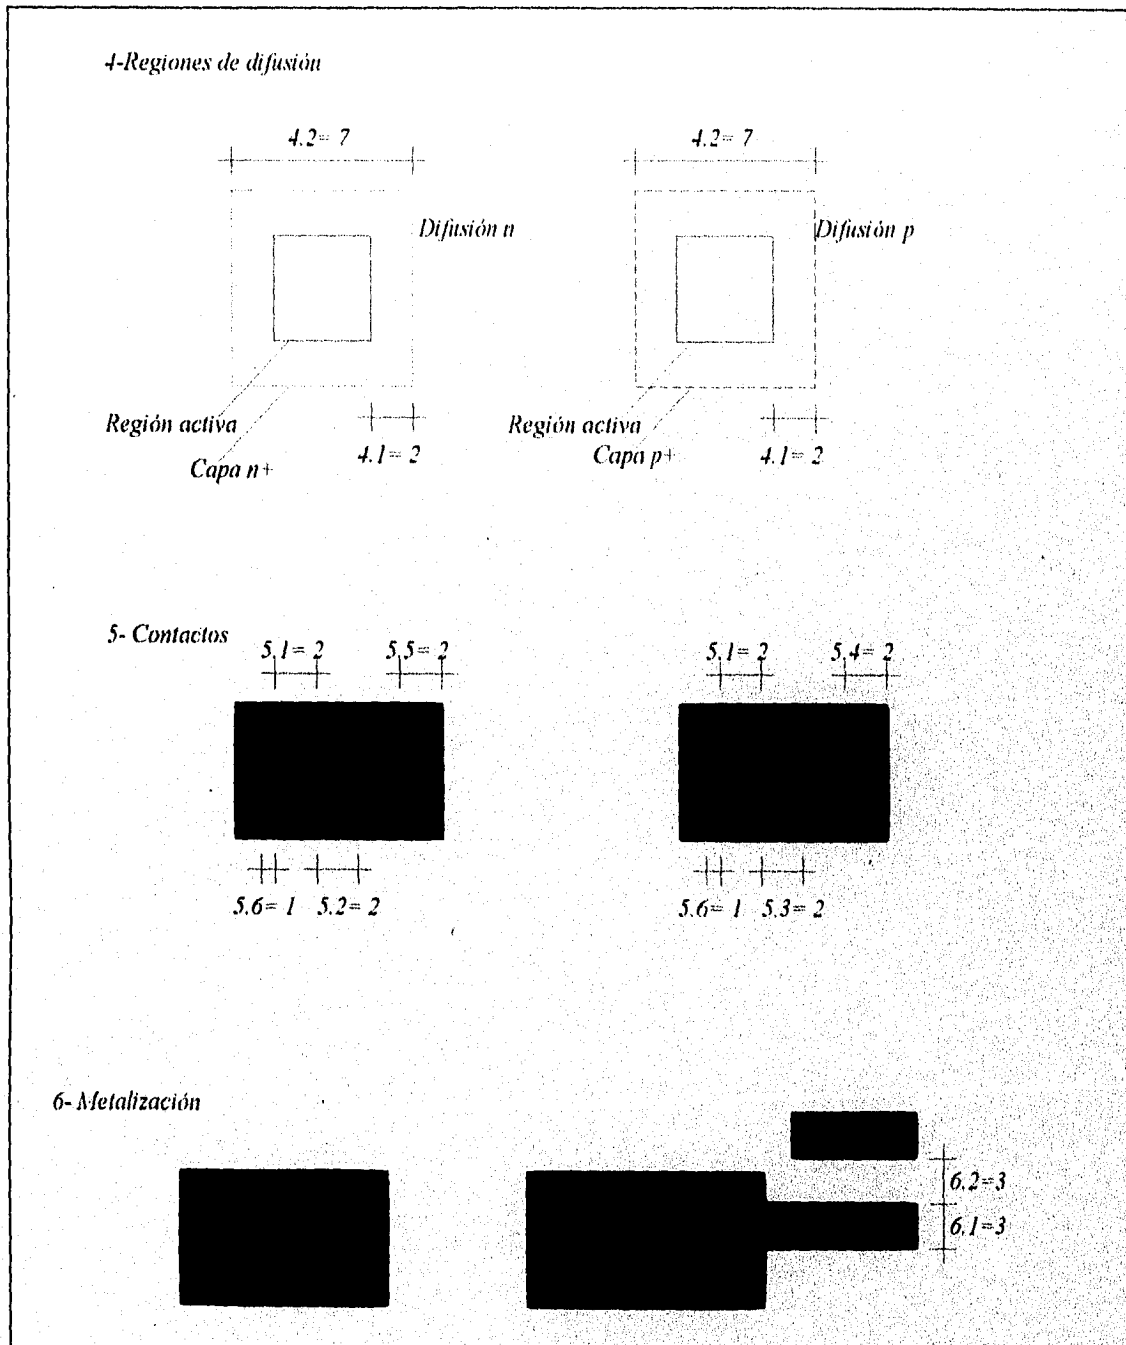 4-Regiones de difusión
4.2= 7
4.2= 7
Difusión n
Difusión p
Región activa
Capa n+
4.1= 2
Región activa
Capa p+
4.1= 2
5- Contactos
5.1= 2
5.5= 2
5.1= 2
5.4= 2
5.6= 1
5.2= 2
5.6= 1
5.3= 2
6- Metalización
6.2=3
6.1=3